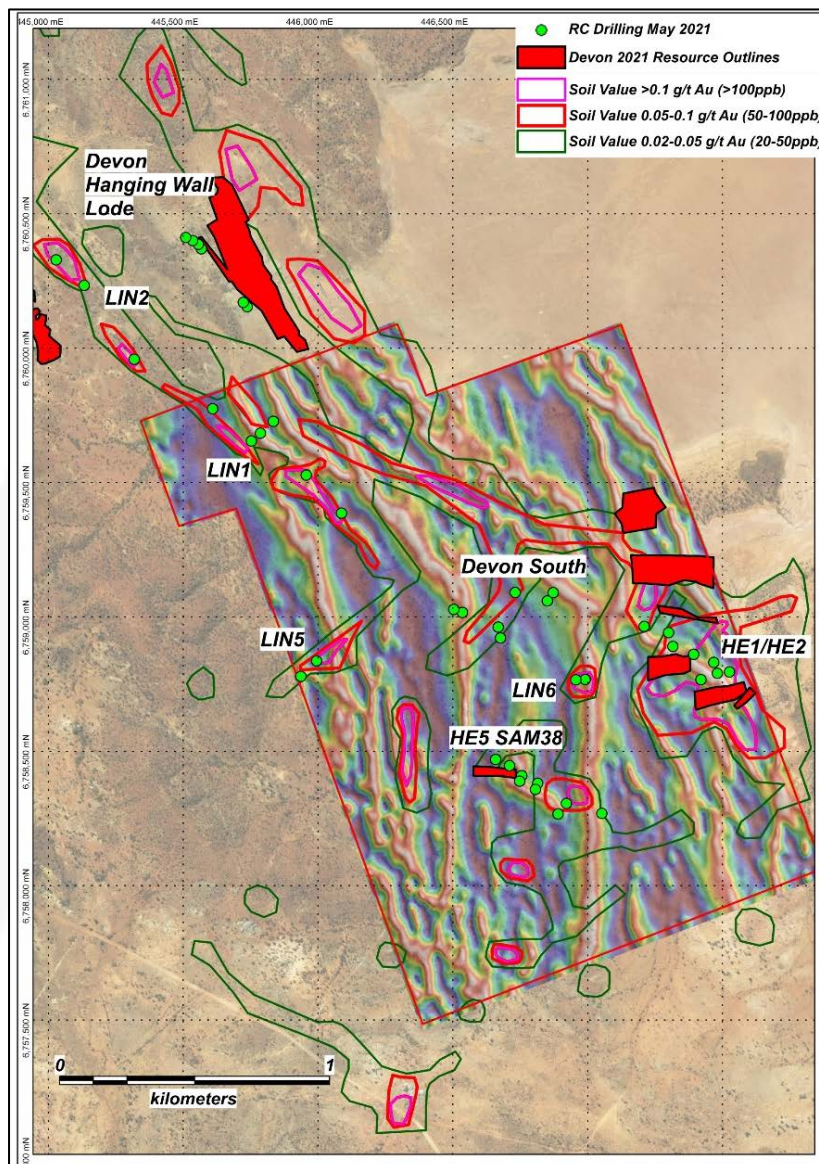 445,000 mE
445,500 mE
446,000 mE
446,500 mE
RC Drilling May 2021
Devon 2021 Resource Outlines
Soil Value >0.1 g/t Au (>100ppb)
Soil Value 0.05-0.1 g/t Au (50-100ppb)
Soil Value 0.02-0.05 g/t Au (20-50ppb)
6,761,000 mN
Devon
Hanging Wall
Lode
6,760,500 mN
LIN2
6,760,000 mN
LIN1
6,759,500 mN
Devon South
6,759,000 mN
LIN5
HE1/HE2
LIN6
HE5 SAM38
6,758,500 mN
6,758,000 mN
6,757,500 mN
0
1
kilometers